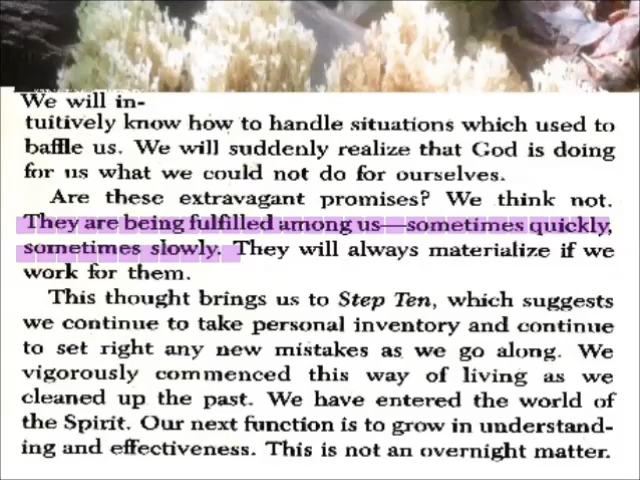 We will in-
tuitively know how to handle situations which used to
baffle us. We will suddenly realize that God is doing
for us what we could not do for ourselves.
Are these extravagant promises? We think not.
They are being fulfilled among us—sometimes quickly,
sometimes slowly. They will always materialize if we
work for them.
This thought brings us to Step Ten, which suggests
we continue to take personal inventory and continue
to set right any new mistakes as we go along. We
vigorously commenced this way of living as we
cleaned up the past. We have entered the world of
the Spirit. Our next function is to grow in understand-
ing and effectiveness. This is not an overnight matter.